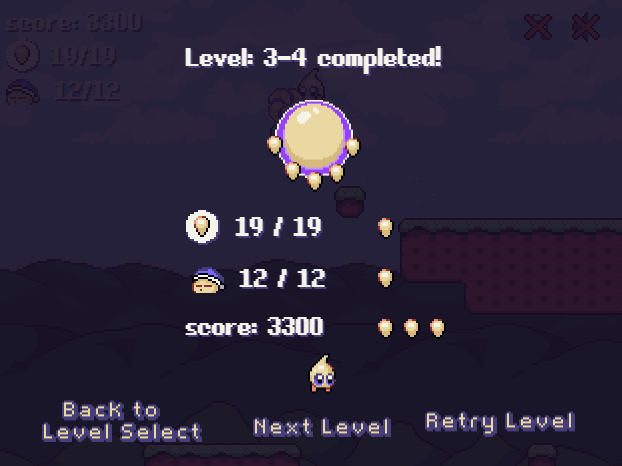 score: 3300
19/19
12/12
Level: 3-4 completed!
19 / 19
12 / 12
score: 3300
Back to
Level Select
Next Level
Retry Level